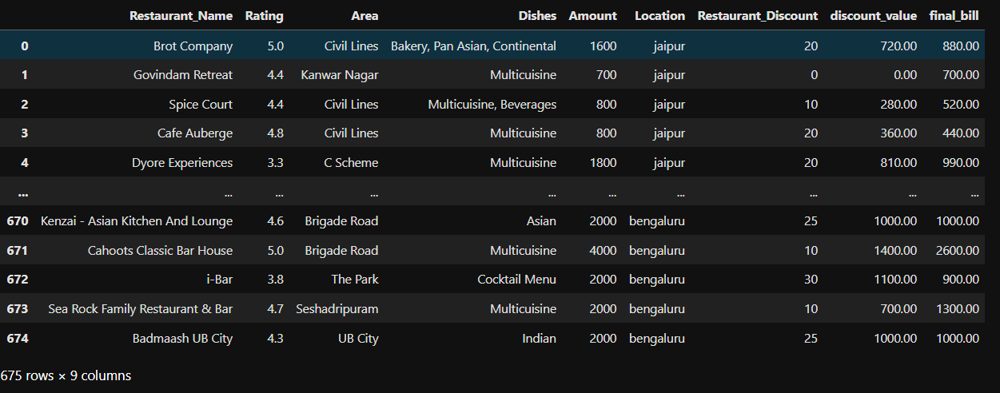 Restaurant_Name Rating Area Dishes Amount Location Restaurant_Discount discount_value final_bill
0 Brot Company 5.0 Civil Lines Bakery, Pan Asian, Continental 1600 jaipur 20 720.00 880.00
1 Govindam Retreat 4.4 Kanwar Nagar Multicuisine 700 jaipur 0 0.00 700.00
2 Spice Court 4.4 Civil Lines Multicuisine, Beverages 800 jaipur 10 280.00 520.00
3 Cafe Auberge 4.8 Civil Lines Multicuisine 800 jaipur 20 360.00 440.00
4 Dyore Experiences 3.3 C Scheme Multicuisine 1800 jaipur 20 810.00 990.00
... ... ... ... ... ... ... ... ... ...
670 Kenzai - Asian Kitchen And Lounge 4.6 Brigade Road Asian 2000 bengaluru 25 1000.00 1000.00
671 Cahoots Classic Bar House 5.0 Brigade Road Multicuisine 4000 bengaluru 10 1400.00 2600.00
672 i-Bar 3.8 The Park Cocktail Menu 2000 bengaluru 30 1100.00 900.00
673 Sea Rock Family Restaurant & Bar 4.7 Seshadripuram Multicuisine 2000 bengaluru 10 700.00 1300.00
674 Badmaash UB City 4.3 UB City Indian 2000 bengaluru 25 1000.00 1000.00
675 rows × 9 columns